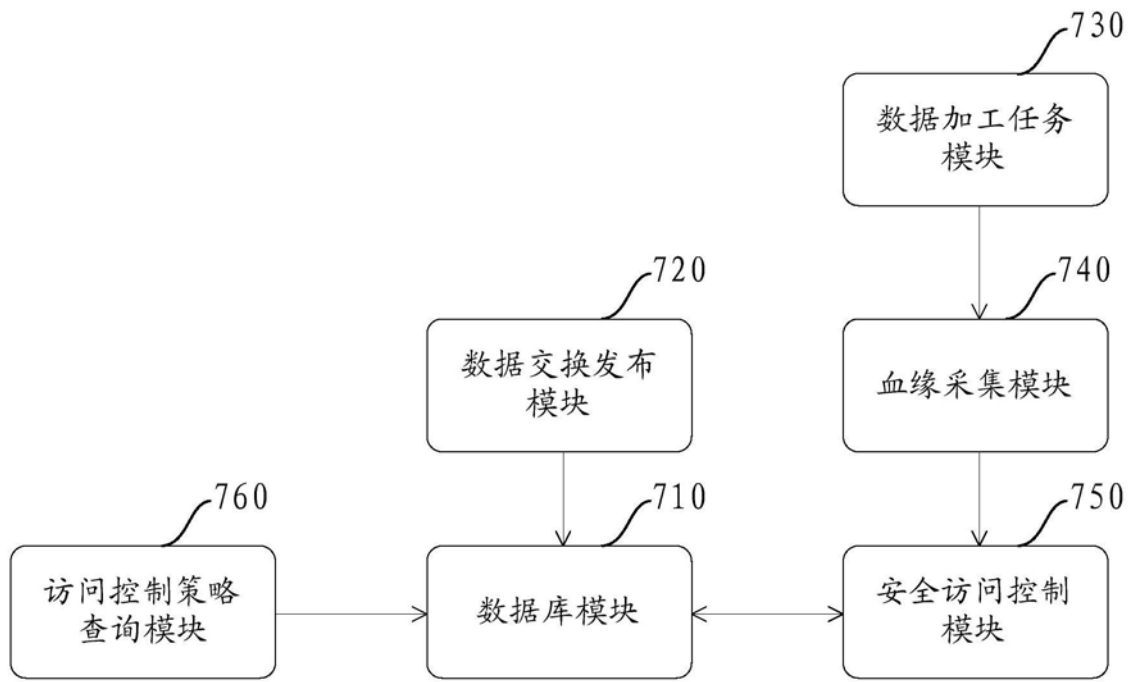 730
数据加工任务
模块
720
740
数据交换发布
模块
血缘采集模块
760
710
750
访问控制策略
查询模块
数据库模块
安全访问控制
模块